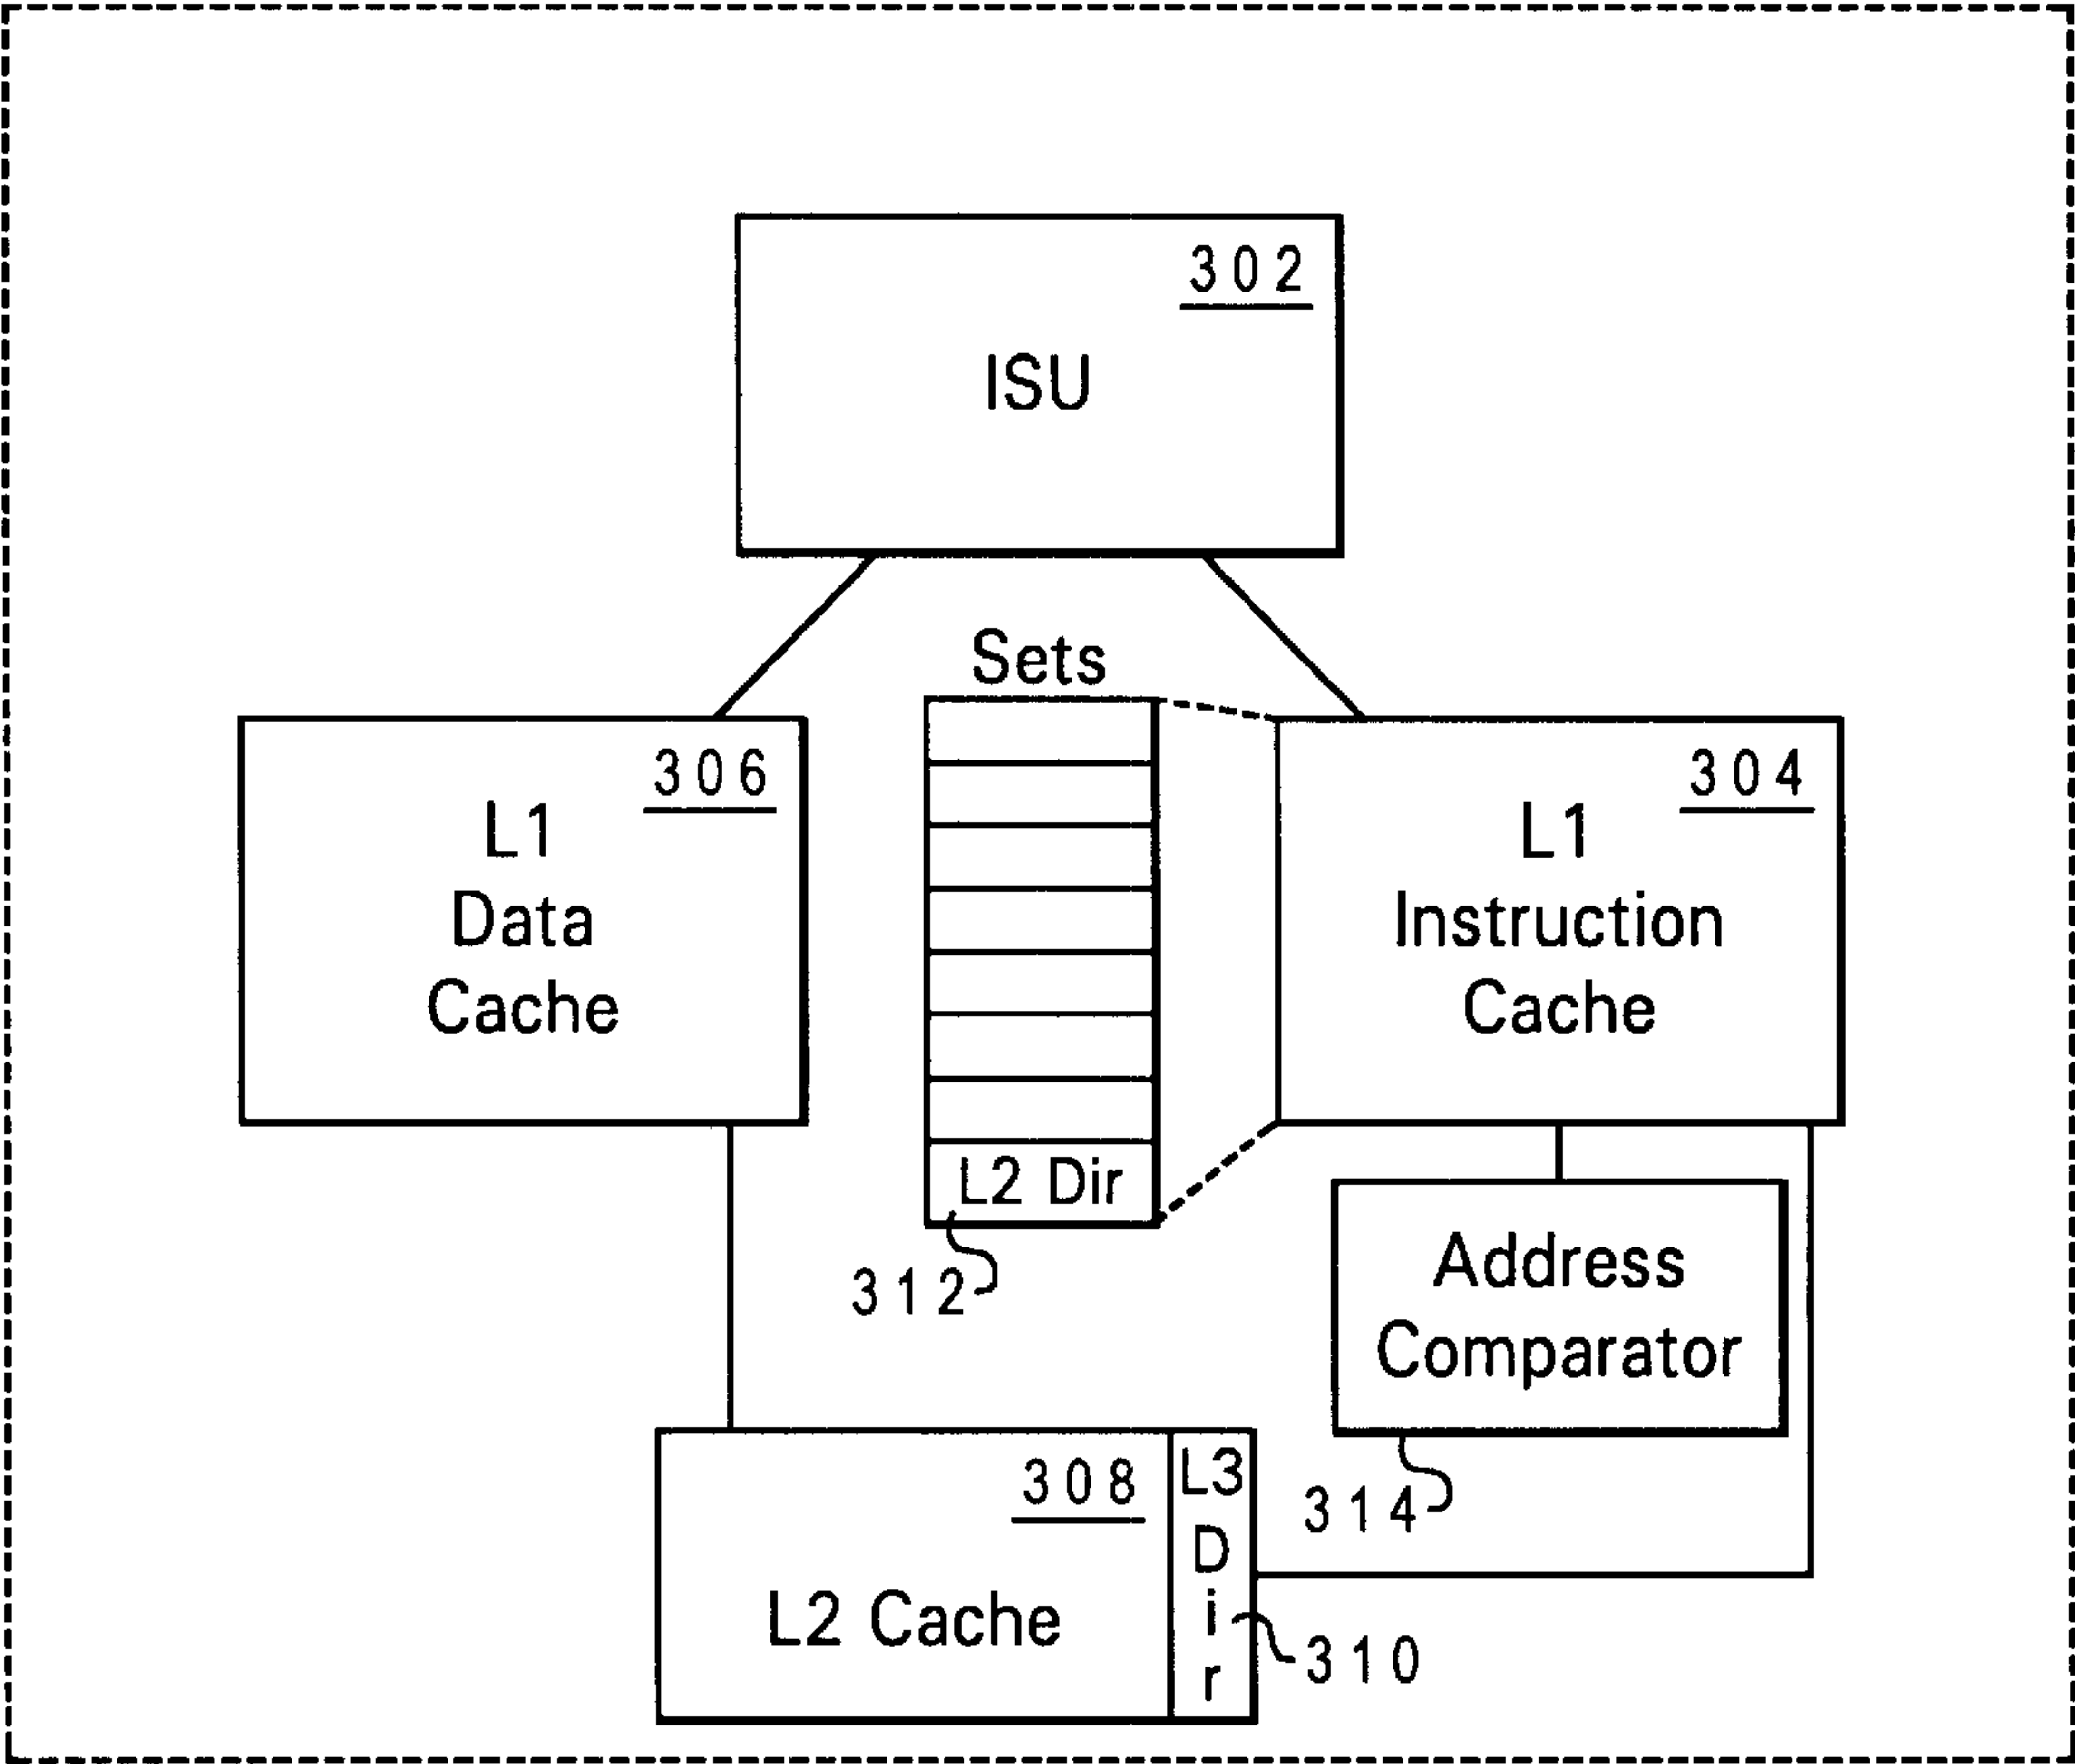 302
ISU
Sets
306
L1
Data
Cache
304
L1
Instruction
Cache
L2 Dir
312
Address
Comparator
314
308
L2 Cache
L3
D
i
r
310